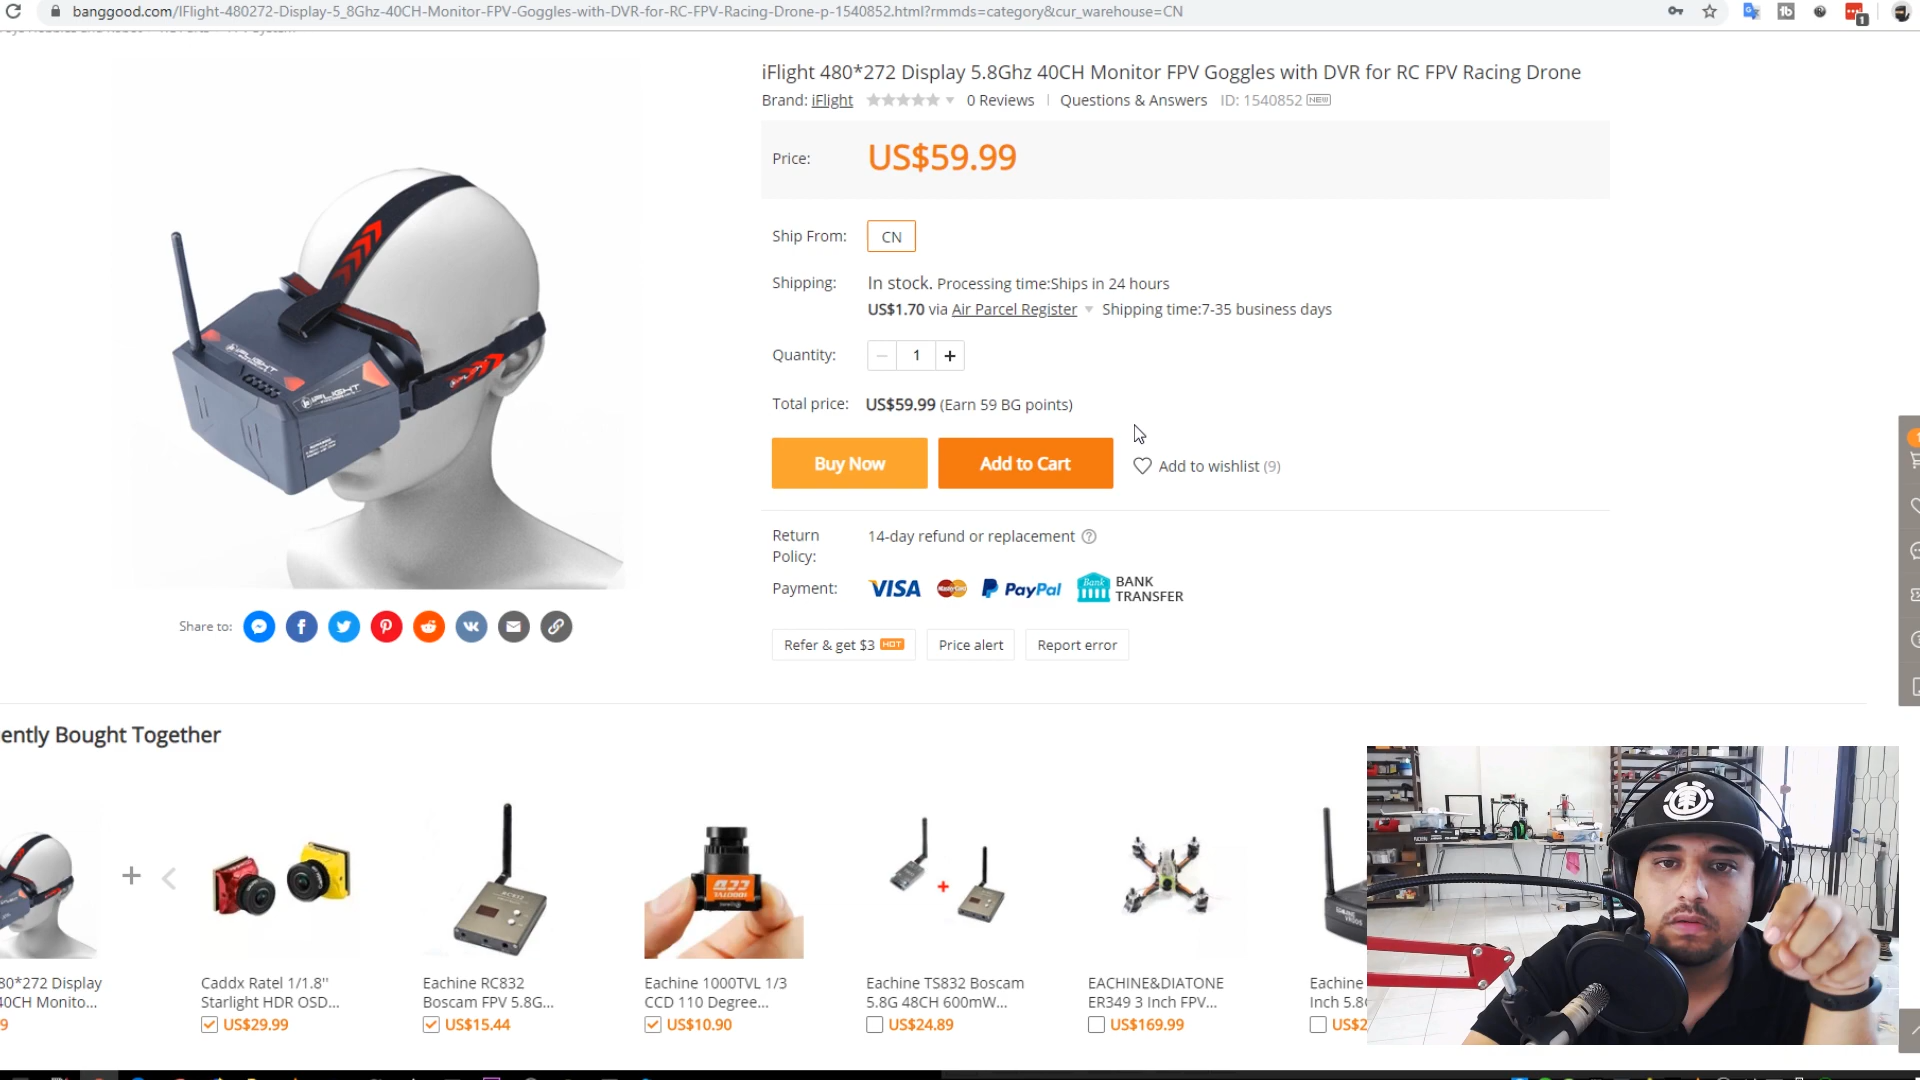 banggood.com/IFlight-480272-Display-5_8Ghz-40CH-Monitor-FPV-Goggles-with-DVR-for-RC-FPV-Racing-Drone-p-1540852.html?rmmds=category&cur_warehouse=CN
1
iFlight 480*272 Display 5.8Ghz 40CH Monitor FPV Goggles with DVR for RC FPV Racing Drone
Brand: iFlight 0 Reviews Questions & Answers ID: 1540852 NEW
Price: US$59.99
Ship From: CN
Shipping: In stock. Processing time:Ships in 24 hours
US$1.70 via Air Parcel Register Shipping time:7-35 business days
Quantity: 1
Total price: US$59.99 (Earn 59 BG points)
Buy Now Add to Cart Add to wishlist (9)
Return Policy: 14-day refund or replacement
Payment: VISA MasterCard PayPal Bank BANK TRANSFER
Share to:
Refer & get $3 HOT Price alert Report error
ently Bought Together
80*272 Display
40CH Monito...
9
Caddx Ratel 1/1.8''
Starlight HDR OSD...
US$29.99
Eachine RC832
Boscam FPV 5.8G...
US$15.44
Eachine 1000TVL 1/3
CCD 110 Degree...
US$10.90
Eachine TS832 Boscam
5.8G 48CH 600mW...
US$24.89
EACHINE&DIATONE
ER349 3 Inch FPV...
US$169.99
Eachine
Inch 5.8
US$2